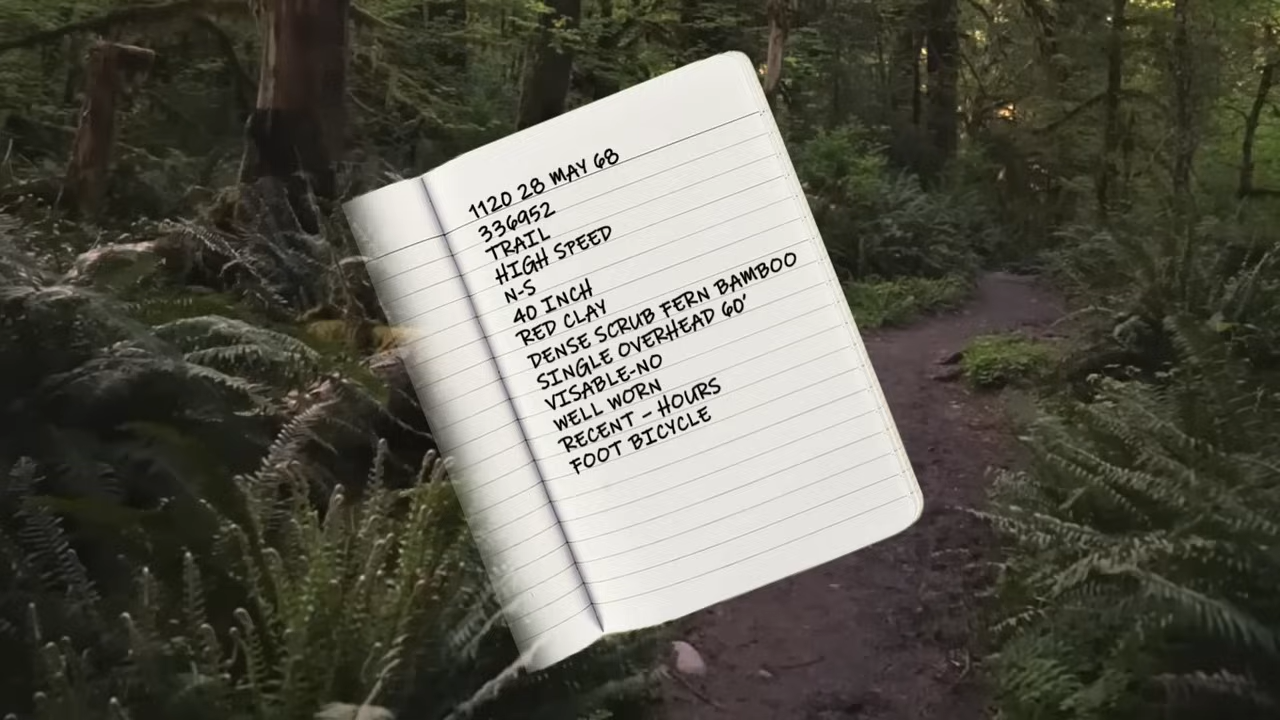 1120 28 MAY 68
336952
TRAIL
HIGH SPEED
N-S
40 INCH
RED CLAY
DENSE SCRUB FERN BAMBOO
SINGLE OVERHEAD 60'
VISABLE-NO
WELL WORN
RECENT - HOURS
FOOT BICYCLE